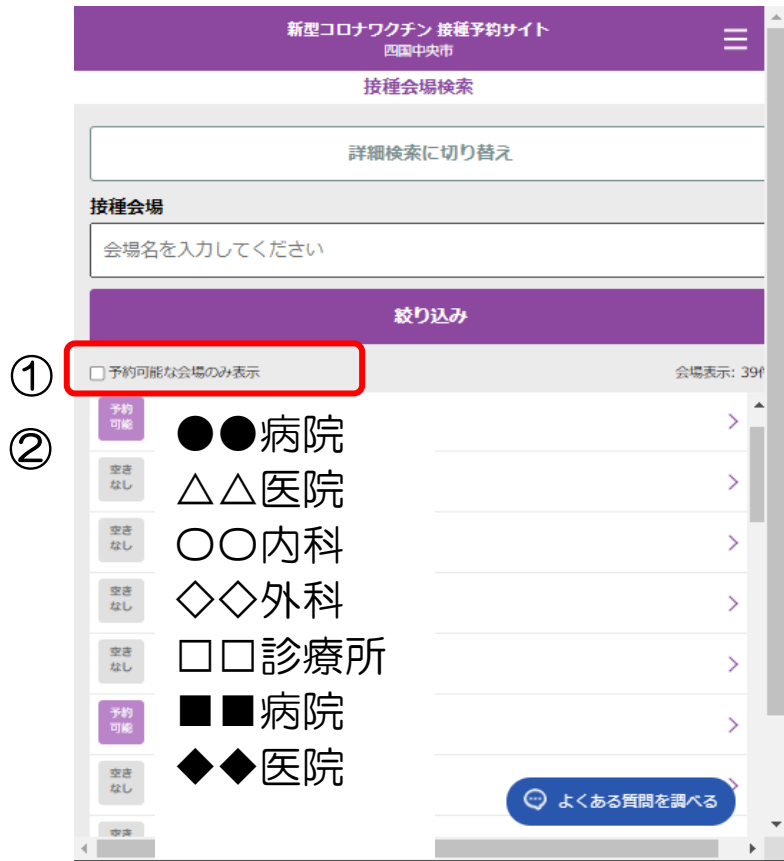 新型コロナワクチン 接種予約サイト
四国中央市
接種会場検索
詳細検索に切り替え
接種会場
会場名を入力してください
絞り込み
① 予約可能な会場のみ表示 会場表示: 39
②
予約可能 ●●病院
空きなし △△医院
空きなし 〇〇内科
空きなし ◇◇外科
空きなし □□診療所
予約可能 ■■病院
空きなし ◆◆医院
よくある質問を調べる
空き